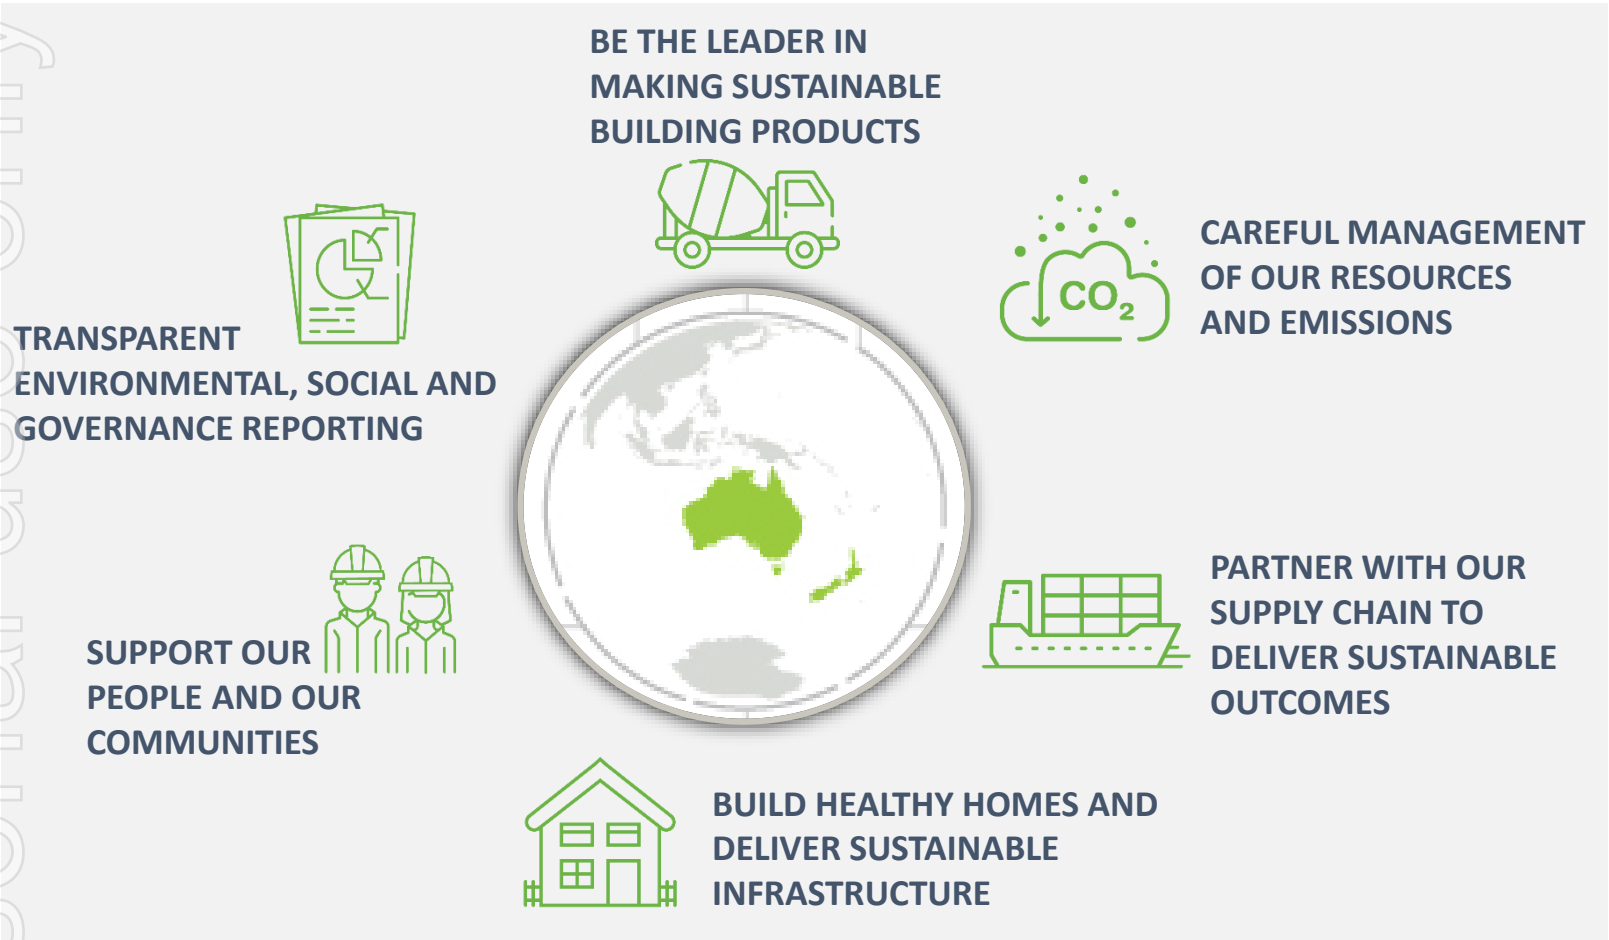 BE THE LEADER IN
MAKING SUSTAINABLE
BUILDING PRODUCTS
CAREFUL MANAGEMENT
OF OUR RESOURCES
AND EMISSIONS
CO₂
TRANSPARENT
ENVIRONMENTAL, SOCIAL AND
GOVERNANCE REPORTING
PARTNER WITH OUR
SUPPLY CHAIN TO
DELIVER SUSTAINABLE
OUTCOMES
SUPPORT OUR
PEOPLE AND OUR
COMMUNITIES
BUILD HEALTHY HOMES AND
DELIVER SUSTAINABLE
INFRASTRUCTURE